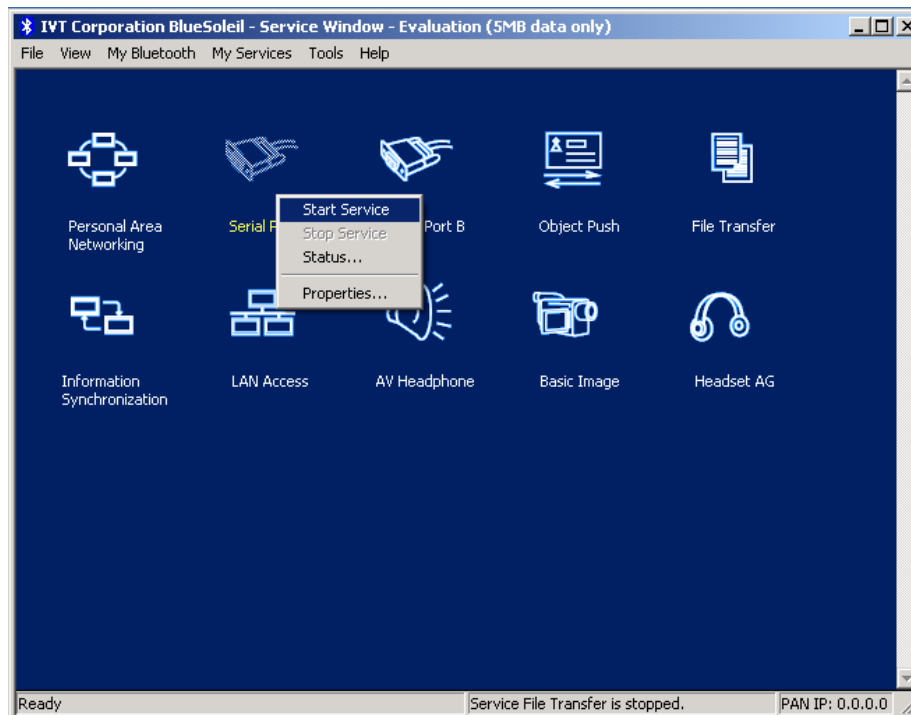 IVT Corporation BlueSoleil - Service Window - Evaluation (5MB data only)
File View My Bluetooth My Services Tools Help
Personal Area
Networking
Serial
Port B
Object Push
File Transfer
Start Service
Stop Service
Status...
Properties...
Information
Synchronization
LAN Access
AV Headphone
Basic Image
Headset AG
Ready
Service File Transfer is stopped.
PAN IP: 0.0.0.0